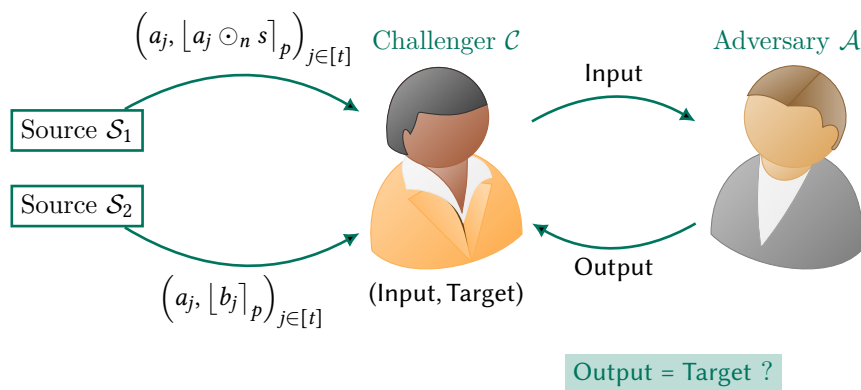 (a_j, ⌊a_j ⊙_n s⌉_p)_{j∈[t]}
Challenger 𝒞
Adversary 𝒜
Input
Source 𝒮_1
Source 𝒮_2
Output
(a_j, ⌊b_j⌉_p)_{j∈[t]}
(Input, Target)
Output = Target ?